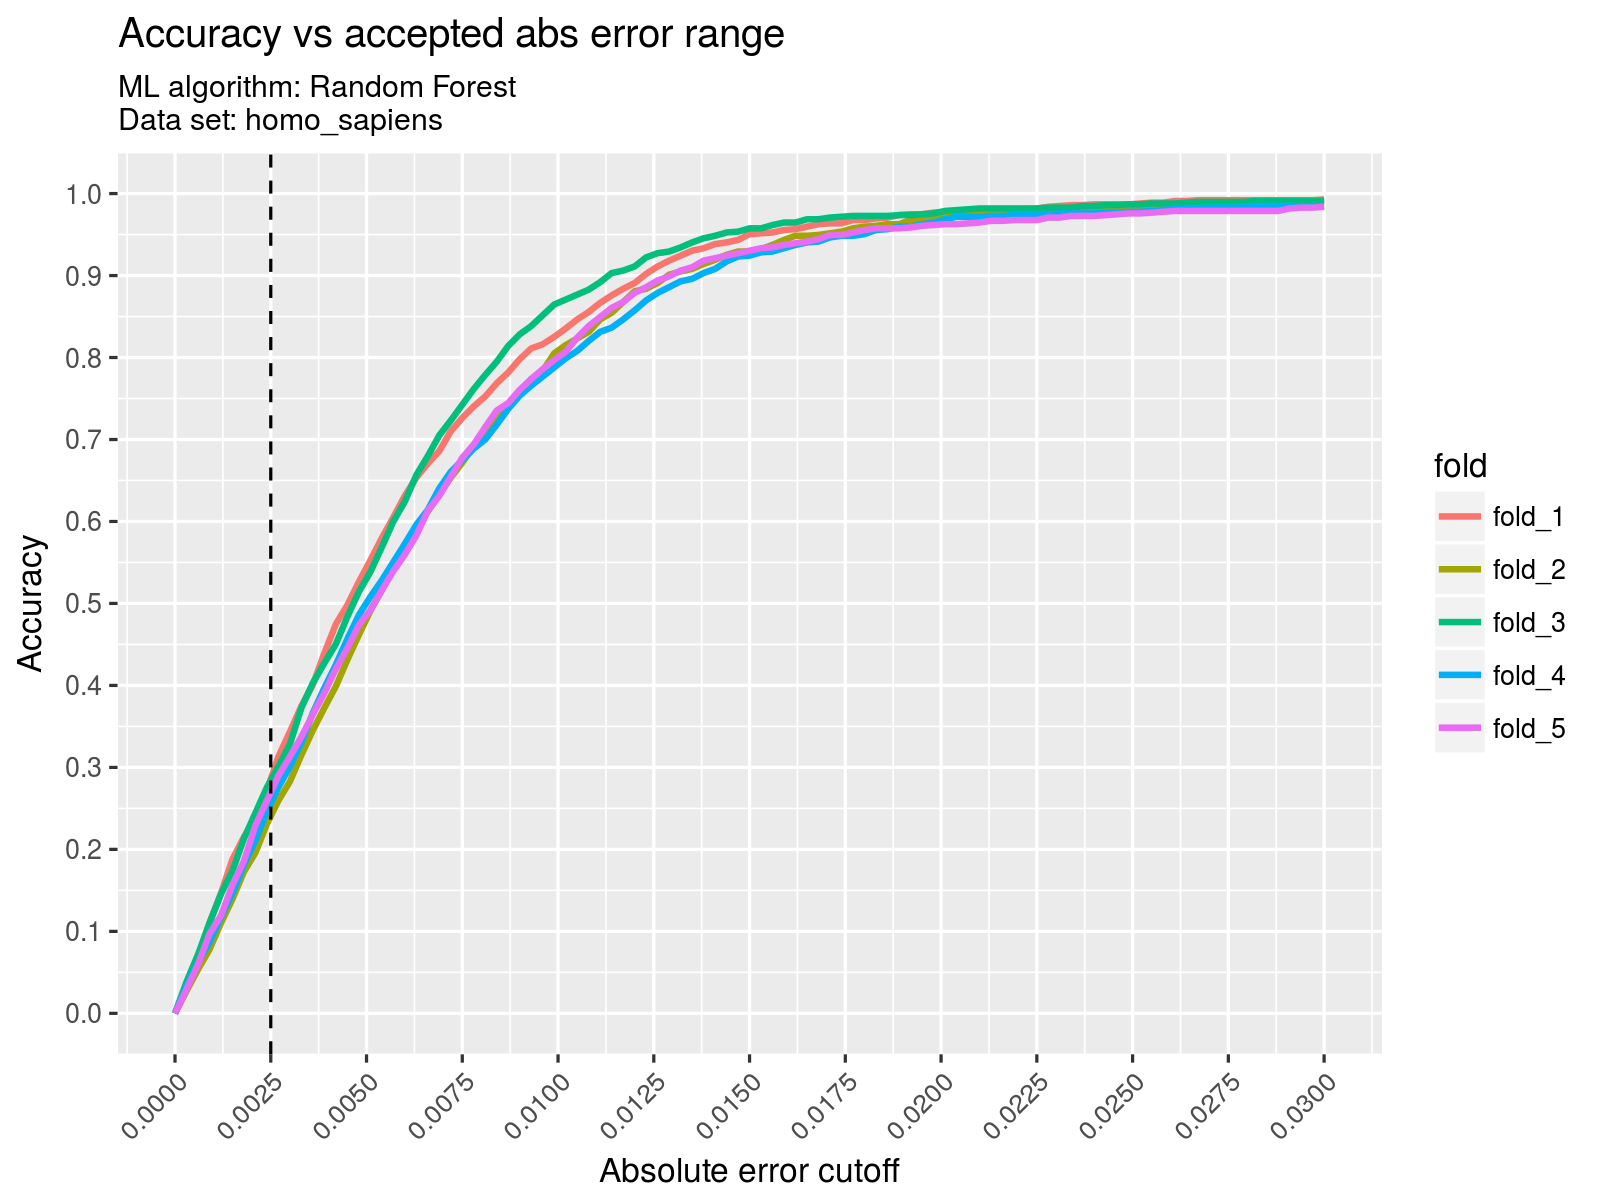 Accuracy vs accepted abs error range
ML algorithm: Random Forest
Data set: homo_sapiens
Accuracy
1.0
0.9
0.8
0.7
0.6
0.5
0.4
0.3
0.2
0.1
0.0
0.0000
0.0025
0.0050
0.0075
0.0100
0.0125
0.0150
0.0175
0.0200
0.0225
0.0250
0.0275
0.0300
Absolute error cutoff
fold
fold_1
fold_2
fold_3
fold_4
fold_5